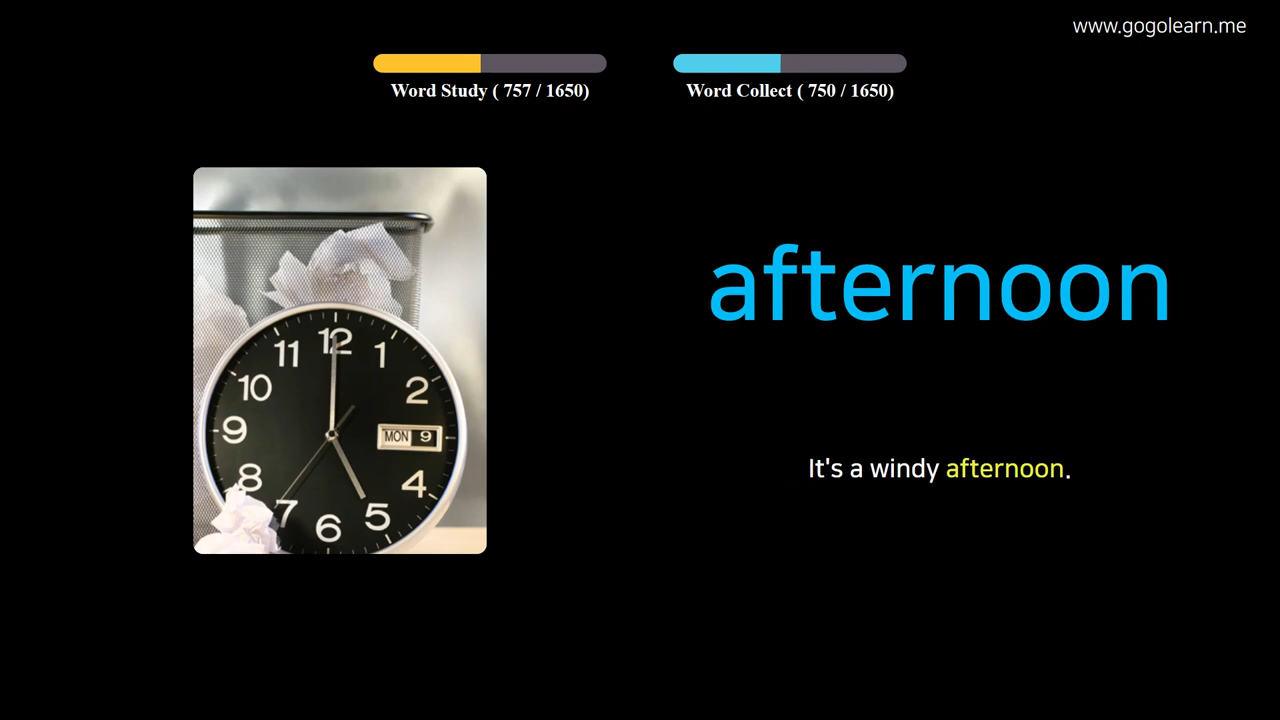 www.gogolearn.me
Word Study ( 757 / 1650)
Word Collect ( 750 / 1650)
afternoon
It's a windy afternoon.
12
11
1
10
2
9
MON 9
8
4
7
5
6